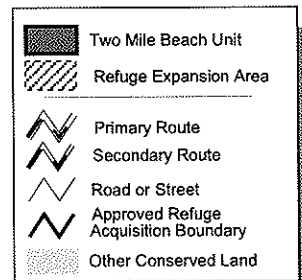 Two Mile Beach Unit
Refuge Expansion Area
Primary Route
Secondary Route
Road or Street
Approved Refuge
Acquisition Boundary
Other Conserved Land